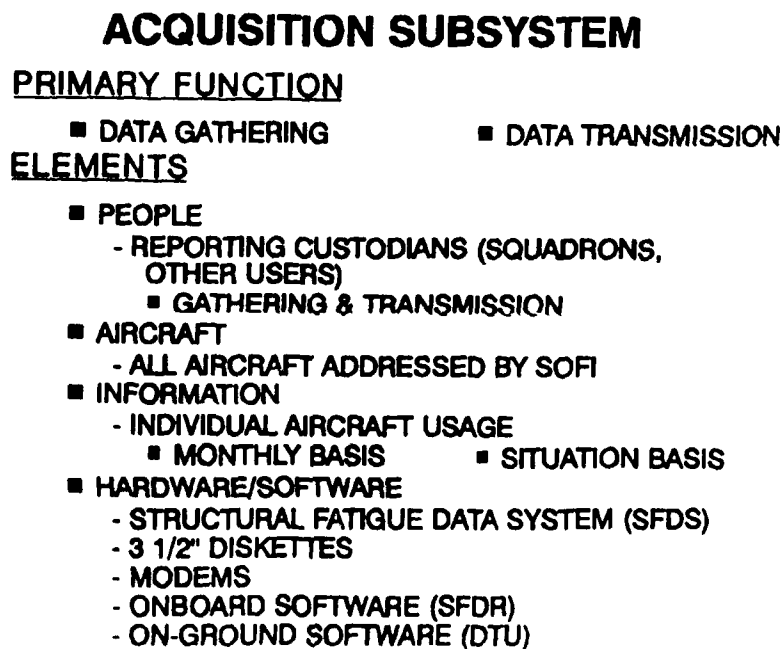 ACQUISITION SUBSYSTEM
PRIMARY FUNCTION
■ DATA GATHERING ■ DATA TRANSMISSION
ELEMENTS
■ PEOPLE
- REPORTING CUSTODIANS (SQUADRONS,
OTHER USERS)
■ GATHERING & TRANSMISSION
■ AIRCRAFT
- ALL AIRCRAFT ADDRESSED BY SOFI
■ INFORMATION
- INDIVIDUAL AIRCRAFT USAGE
■ MONTHLY BASIS ■ SITUATION BASIS
■ HARDWARE/SOFTWARE
- STRUCTURAL FATIGUE DATA SYSTEM (SFDS)
- 3 1/2" DISKETTES
- MODEMS
- ONBOARD SOFTWARE (SFDR)
- ON-GROUND SOFTWARE (DTU)